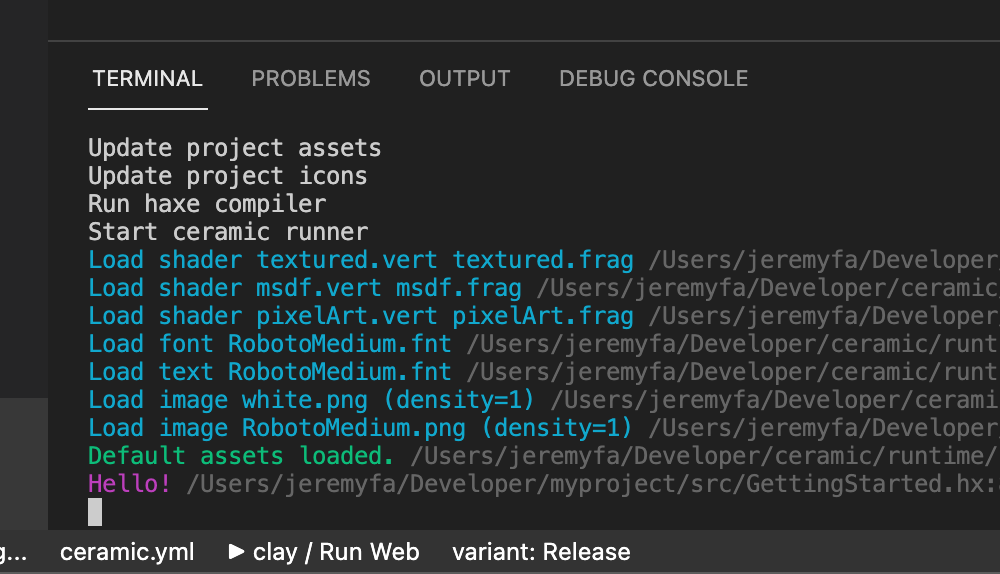 TERMINAL PROBLEMS OUTPUT DEBUG CONSOLE
Update project assets
Update project icons
Run haxe compiler
Start ceramic runner
Load shader textured.vert textured.frag /Users/jeremyfa/Developer
Load shader msdf.vert msdf.frag /Users/jeremyfa/Developer/ceramic
Load shader pixelArt.vert pixelArt.frag /Users/jeremyfa/Developer
Load font RobotoMedium.fnt /Users/jeremyfa/Developer/ceramic/runt
Load text RobotoMedium.fnt /Users/jeremyfa/Developer/ceramic/runt
Load image white.png (density=1) /Users/jeremyfa/Developer/cerami
Load image RobotoMedium.png (density=1) /Users/jeremyfa/Developer
Default assets loaded. /Users/jeremyfa/Developer/ceramic/runtime/
Hello! /Users/jeremyfa/Developer/myproject/src/GettingStarted.hx:
g... ceramic.yml ▶ clay / Run Web variant: Release